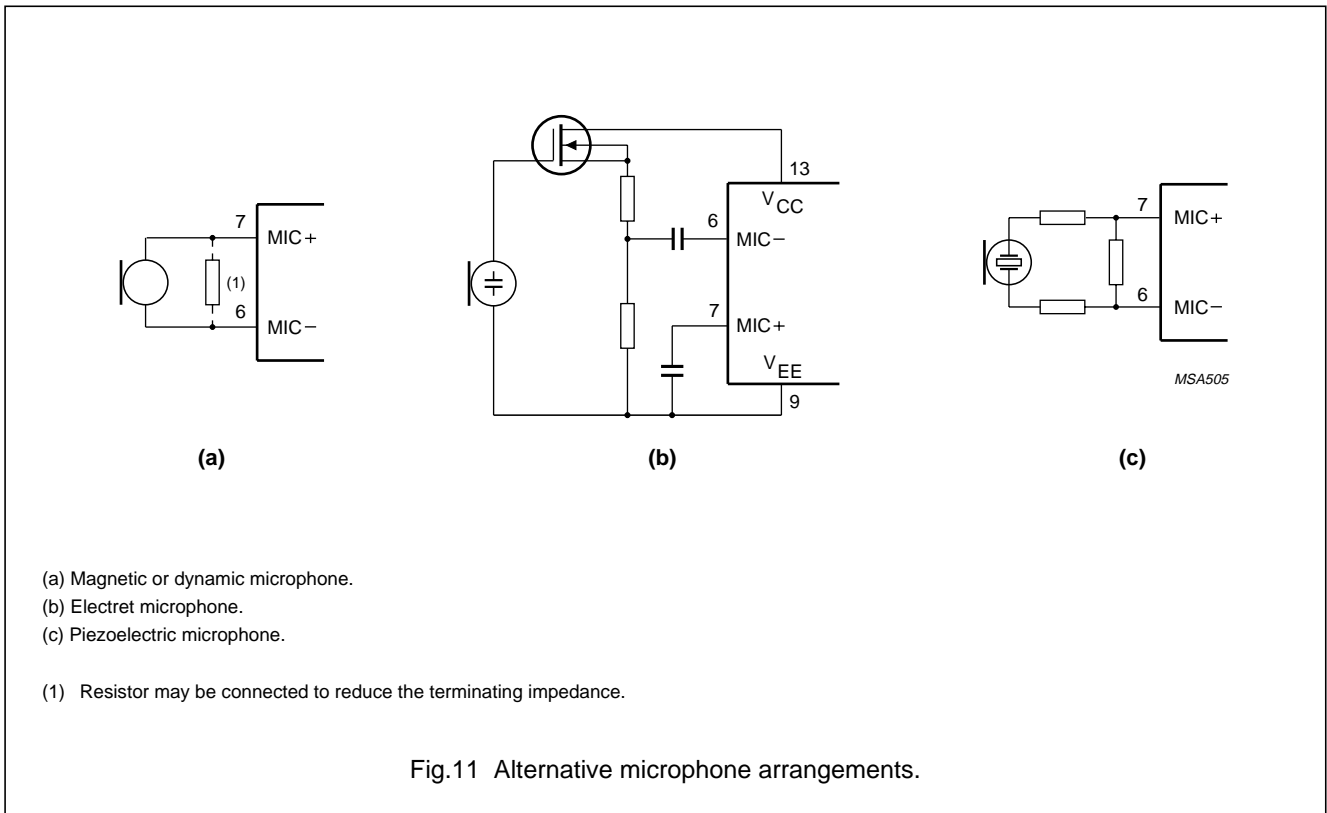 7
MIC+
(1)
6
MIC−
(a)
13
VCC
6
MIC−
7
MIC+
VEE
9
(b)
7
MIC+
6
MIC−
MSA505
(c)
(a) Magnetic or dynamic microphone.
(b) Electret microphone.
(c) Piezoelectric microphone.
(1) Resistor may be connected to reduce the terminating impedance.
Fig.11 Alternative microphone arrangements.